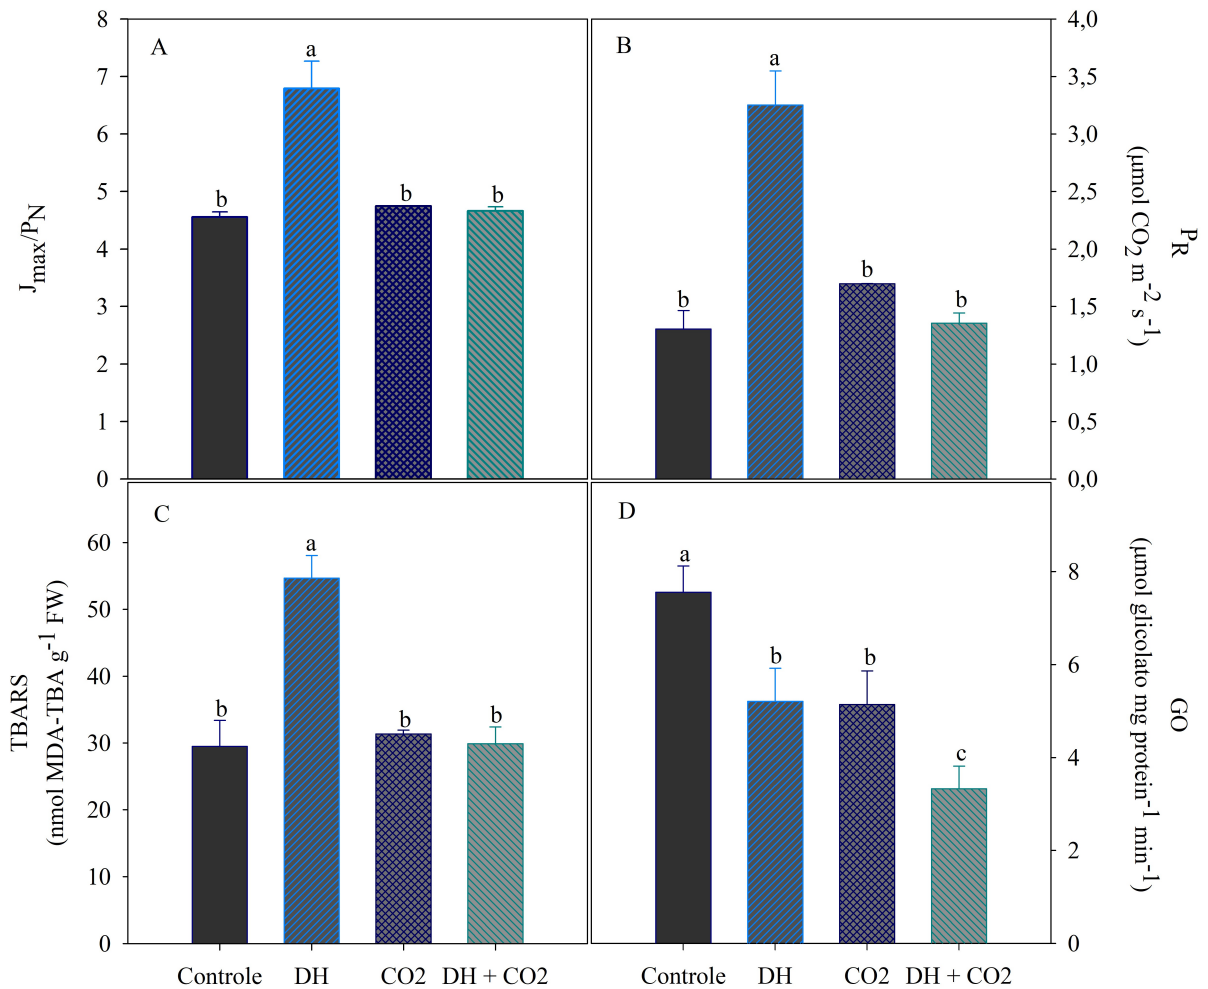 A
8
7
6
5
4
3
2
1
0
J_max/P_N
b
a
b
b
B
4,0
3,5
3,0
2,5
2,0
1,5
1,0
0,5
0,0
P_R
(μmol CO₂ m⁻² s⁻¹)
b
a
b
b
C
60
50
40
30
20
10
0
TBARS
(nmol MDA-TBA g⁻¹ FW)
b
a
b
b
Controle DH CO2 DH + CO2
D
8
6
4
2
0
GO
(μmol glicolato mg protein⁻¹ min⁻¹)
a
b
b
c
Controle DH CO2 DH + CO2